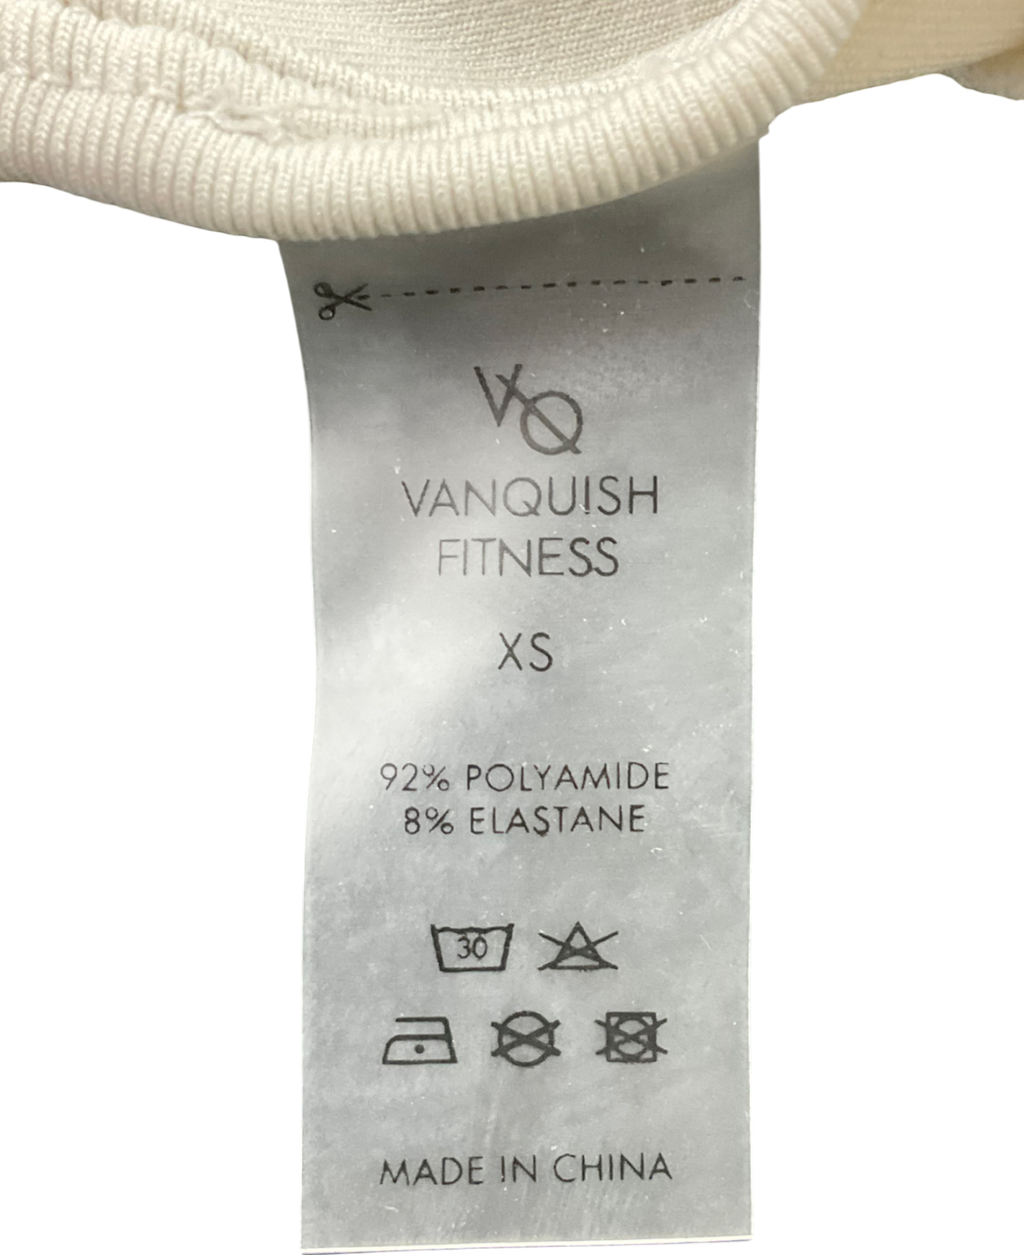 VQ
VANQUISH
FITNESS
XS
92% POLYAMIDE
8% ELASTANE
30
MADE IN CHINA